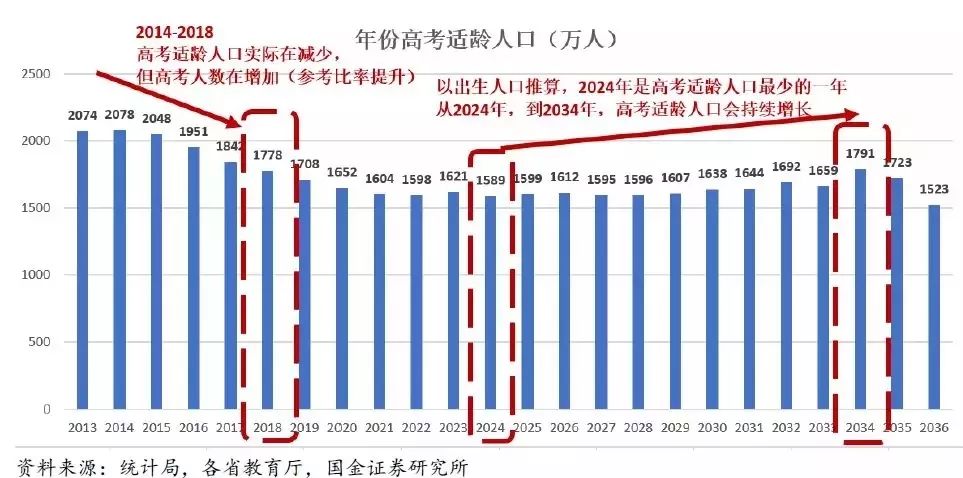 2014-2018
高考适龄人口实际在减少，
但高考人数在增加（参考比率提升）
年份高考适龄人口（万人）
以出生人口推算，2024年是高考适龄人口最少的一年
从2024年，到2034年，高考适龄人口会持续增长
2500
2000
1500
1000
500
0
2074 2078 2048 1951 1842 1778 1708 1652 1604 1598 1621 1589 1599 1612 1595 1596 1607 1638 1644 1692 1659 1791 1723 1523
2013 2014 2015 2016 2017 2018 2019 2020 2021 2022 2023 2024 2025 2026 2027 2028 2029 2030 2031 2032 2033 2034 2035 2036
资料来源：统计局，各省教育厅，国金证券研究所